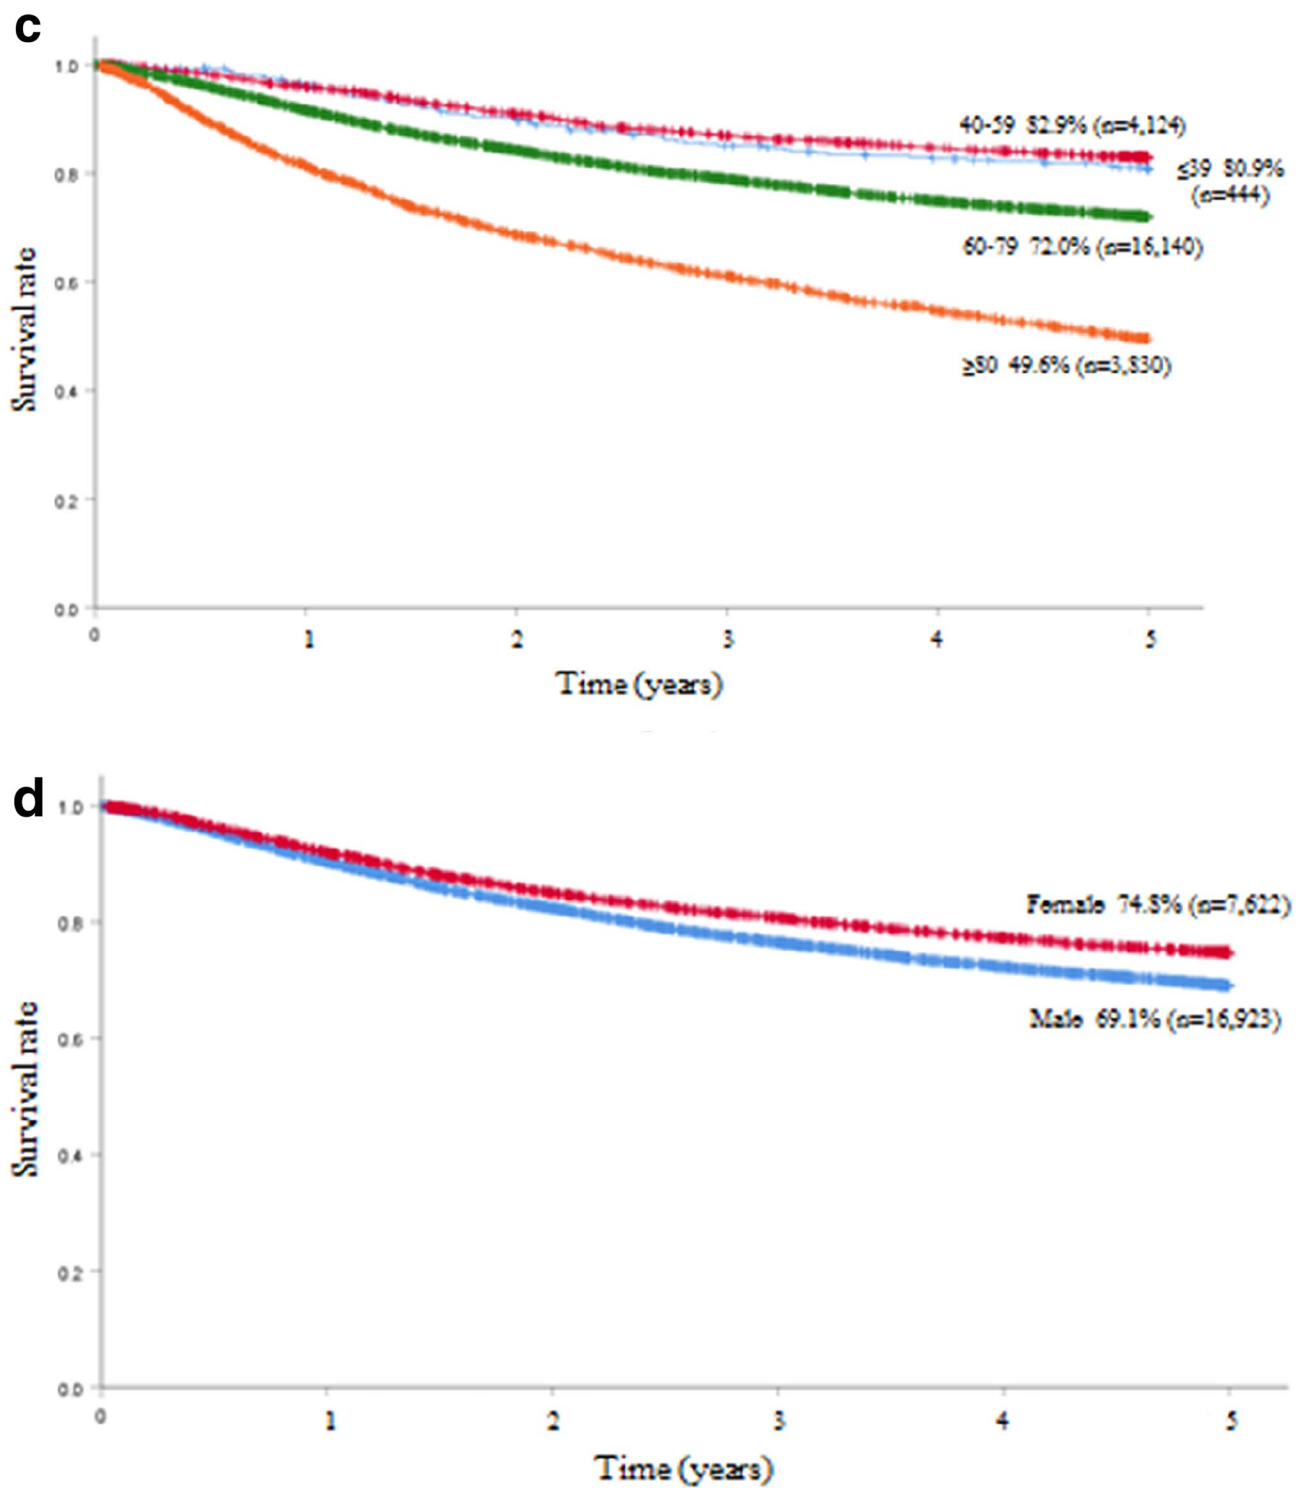 c
1.0
0.8
0.6
0.4
0.2
0.0
Survival rate
40-59 82.9% (n=4,124)
≤39 80.9%
(n=444)
60-79 72.0% (n=16,140)
≥80 49.6% (n=3,830)
0 1 2 3 4 5
Time (years)
d
1.0
0.8
0.6
0.4
0.2
0.0
Survival rate
Female 74.8% (n=7,622)
Male 69.1% (n=16,923)
0 1 2 3 4 5
Time (years)